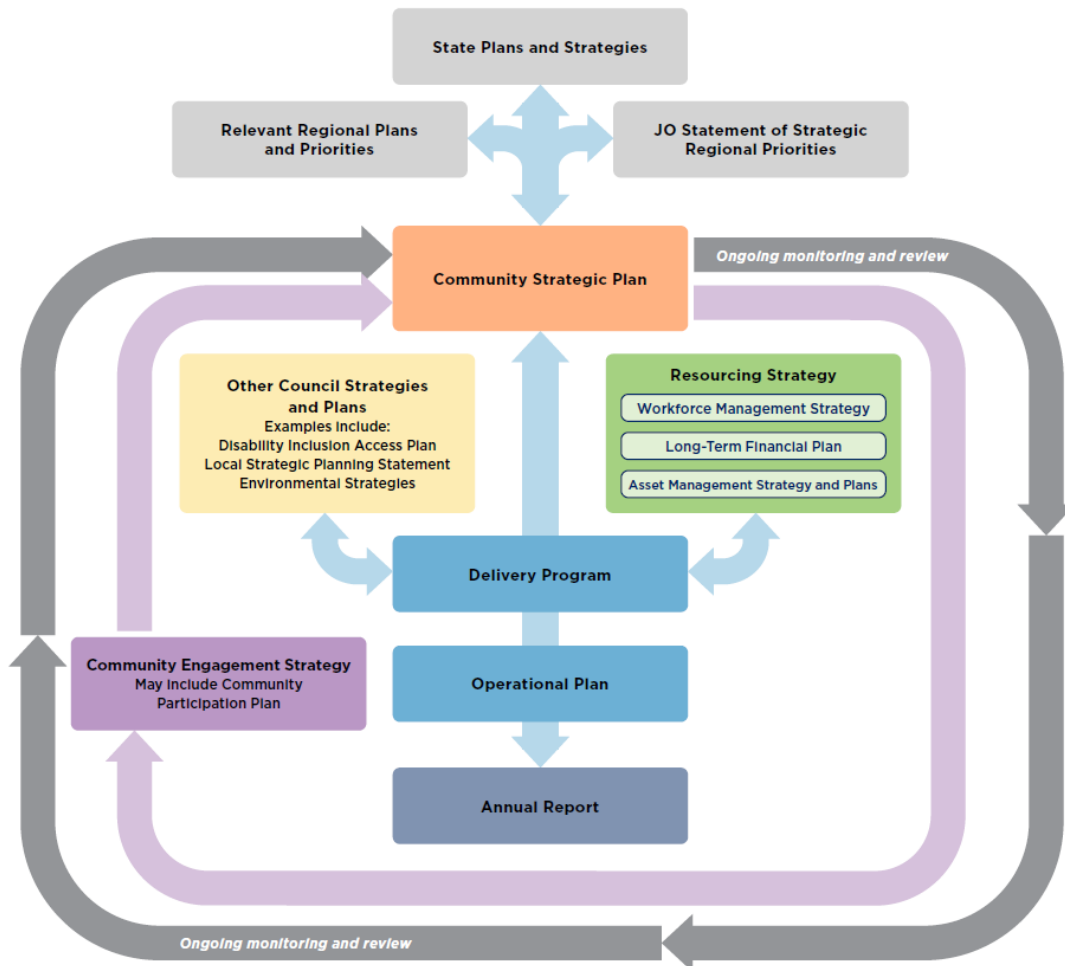 State Plans and Strategies
Relevant Regional Plans
and Priorities
JO Statement of Strategic
Regional Priorities
Community Strategic Plan
Ongoing monitoring and review
Other Council Strategies
and Plans
Examples include:
Disability Inclusion Access Plan
Local Strategic Planning Statement
Environmental Strategies
Resourcing Strategy
Workforce Management Strategy
Long-Term Financial Plan
Asset Management Strategy and Plans
Delivery Program
Community Engagement Strategy
May include Community
Participation Plan
Operational Plan
Annual Report
Ongoing monitoring and review